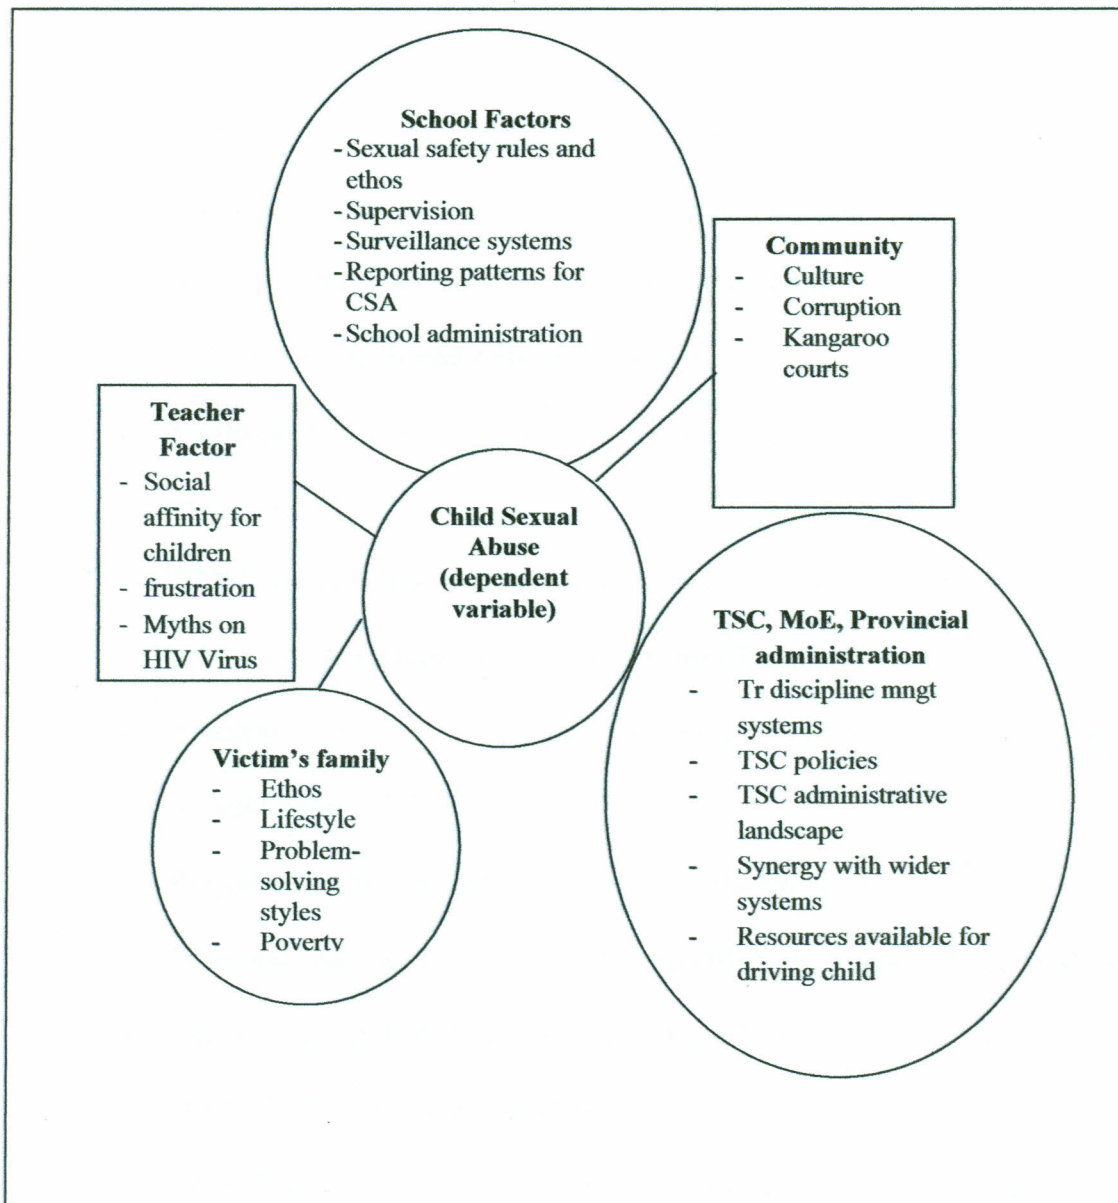 School Factors
- Sexual safety rules and
ethos
- Supervision
- Surveillance systems
- Reporting patterns for
CSA
- School administration
Community
- Culture
- Corruption
- Kangaroo
courts
Teacher
Factor
- Social
affinity for
children
- frustration
- Myths on
HIV Virus
Child Sexual
Abuse
(dependent
variable)
TSC, MoE, Provincial
administration
- Tr discipline mngt
systems
- TSC policies
- TSC administrative
landscape
- Synergy with wider
systems
- Resources available for
driving child
Victim's family
- Ethos
- Lifestyle
- Problem-
solving
styles
- Poverty